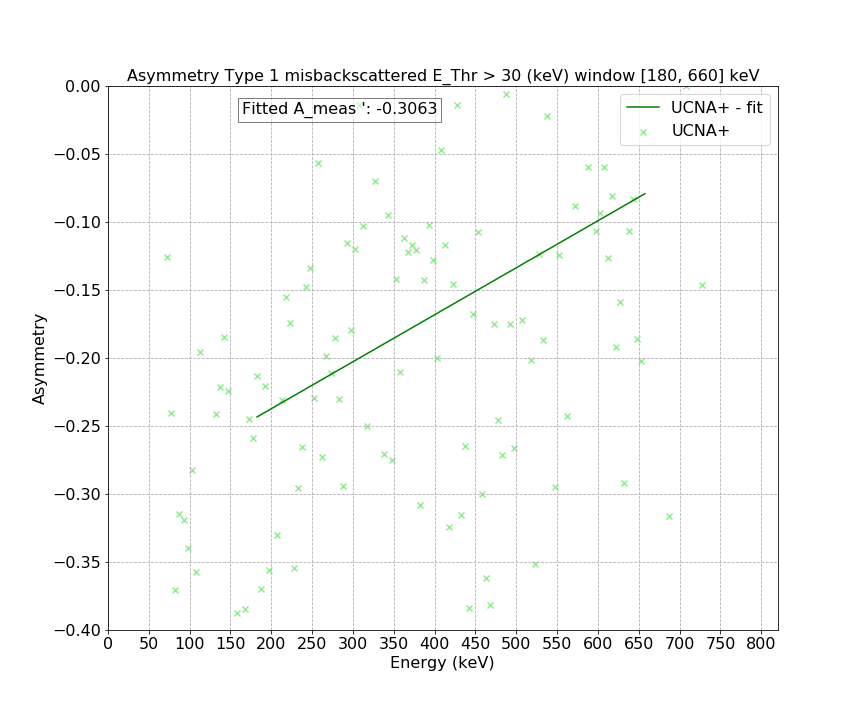 Asymmetry Type 1 misbackscattered E_Thr > 30 (keV) window [180, 660] keV
Fitted A_meas ': -0.3063
UCNA+ - fit
UCNA+
0.00
−0.05
−0.10
−0.15
−0.20
−0.25
−0.30
−0.35
−0.40
Asymmetry
0 50 100 150 200 250 300 350 400 450 500 550 600 650 700 750 800
Energy (keV)